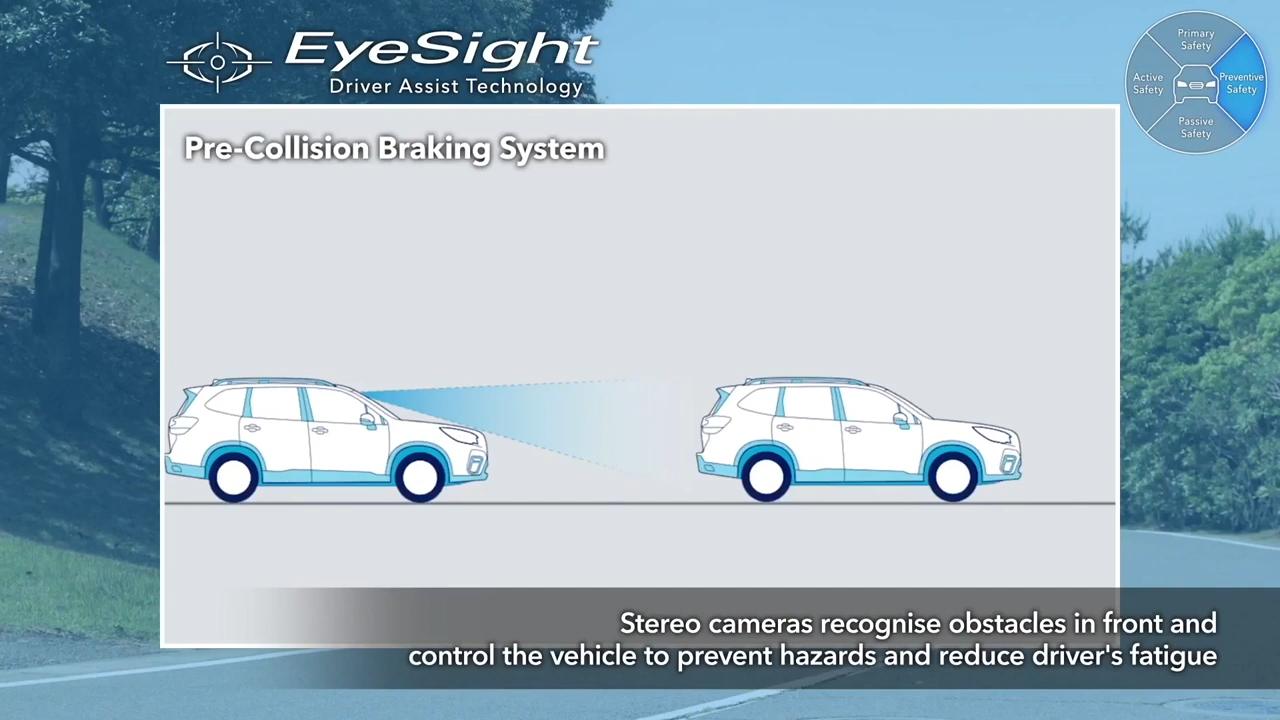 EyeSight
Driver Assist Technology
Primary
Safety
Active
Safety
Preventive
Safety
Passive
Safety
Pre-Collision Braking System
Stereo cameras recognise obstacles in front and
control the vehicle to prevent hazards and reduce driver's fatigue